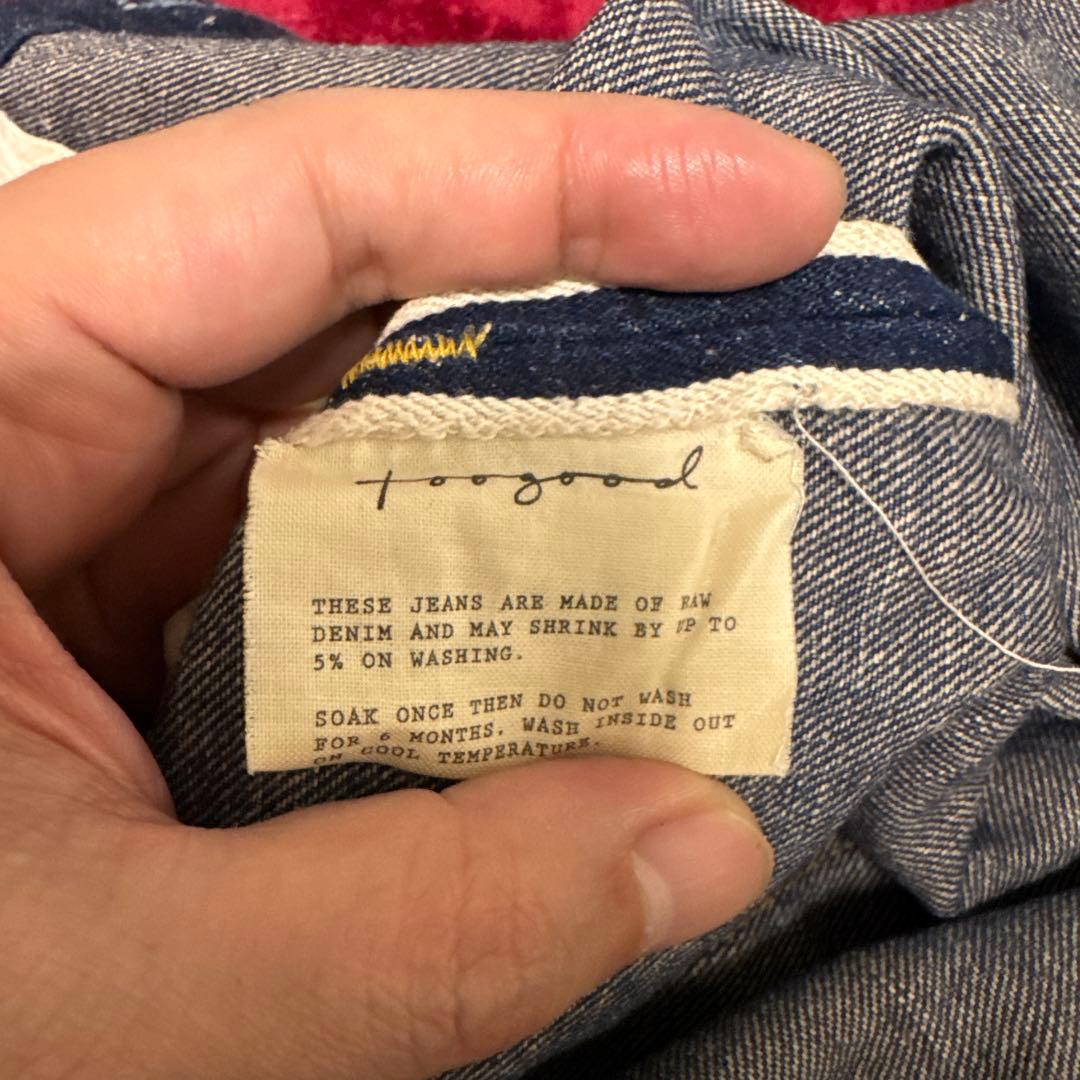 toogood
THESE JEANS ARE MADE OF RAW
DENIM AND MAY SHRINK BY UP TO
5% ON WASHING.
SOAK ONCE THEN DO NOT WASH
FOR 6 MONTHS. WASH INSIDE OUT
ON COOL TEMPERATURE.